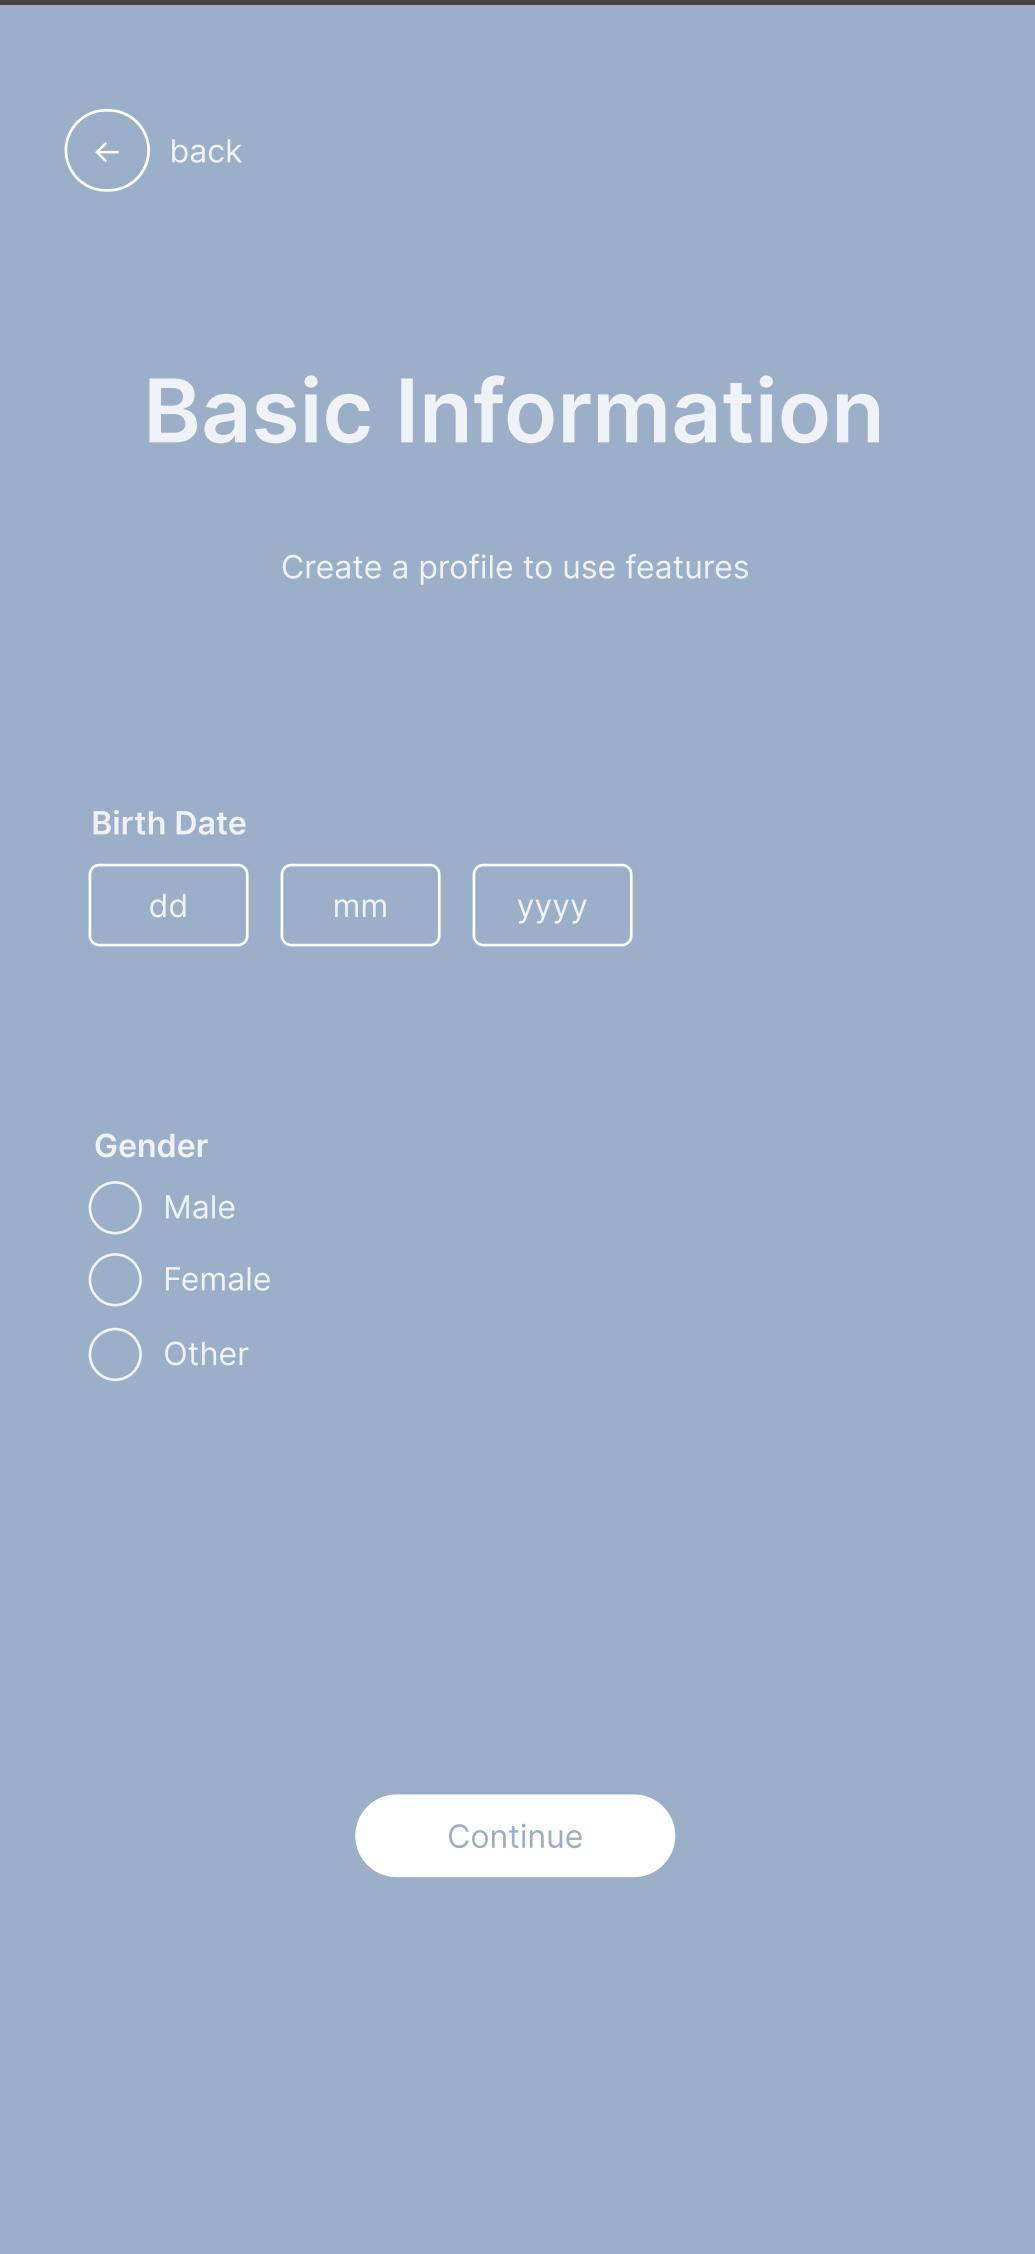 back
Basic Information
Create a profile to use features
Birth Date
dd mm yyyy
Gender
Male
Female
Other
Continue